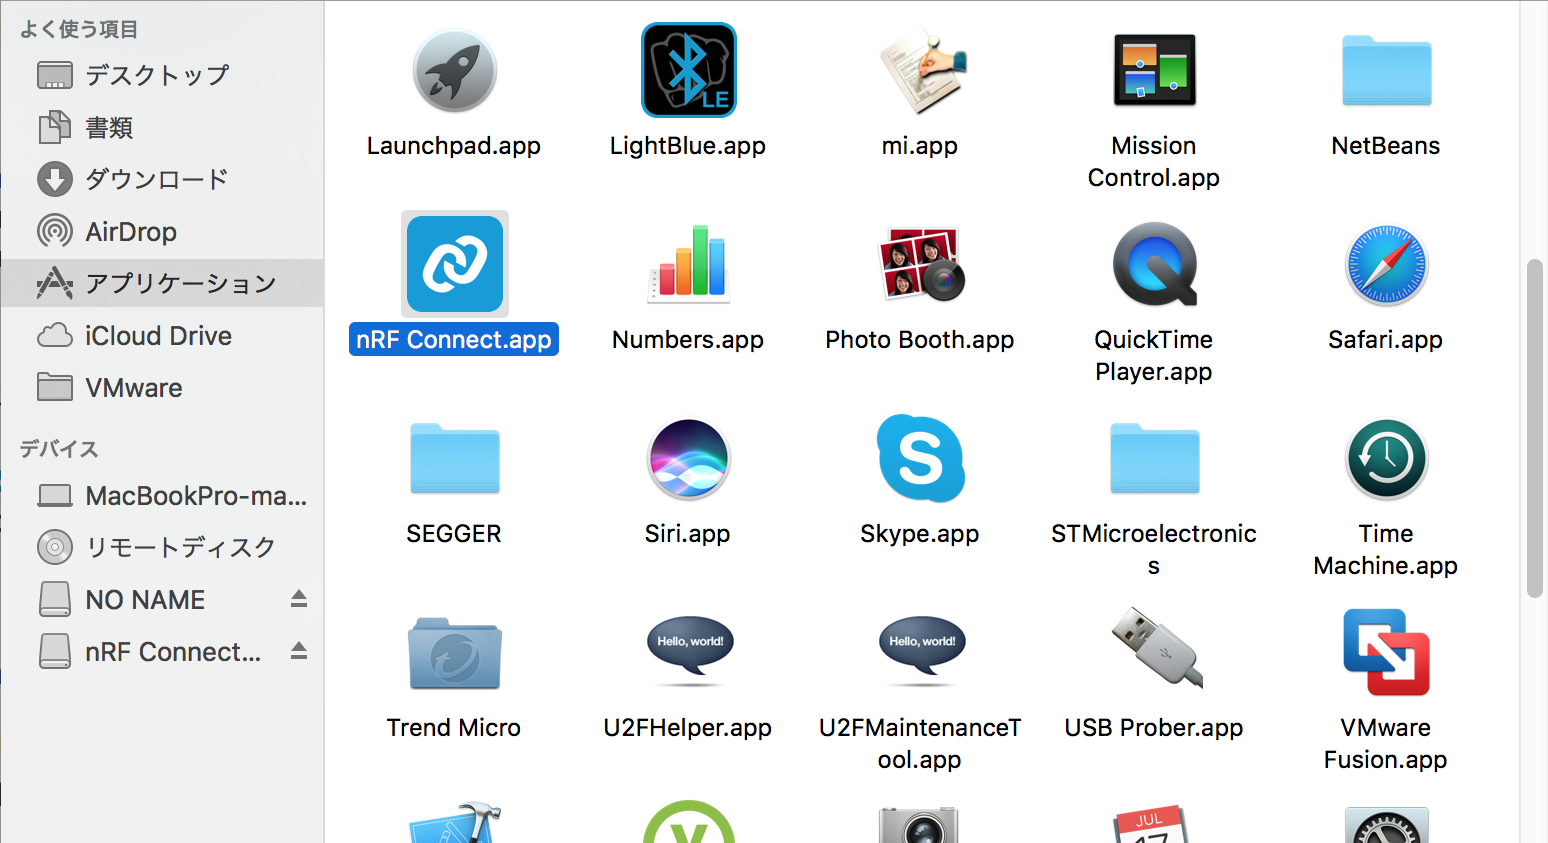 よく使う項目
デスクトップ
書類
ダウンロード
AirDrop
アプリケーション
iCloud Drive
VMware
デバイス
MacBookPro-ma...
リモートディスク
NO NAME
nRF Connect...
LE
Launchpad.app
LightBlue.app
mi.app
Mission
Control.app
NetBeans
nRF Connect.app
Numbers.app
Photo Booth.app
QuickTime
Player.app
Safari.app
S
SEGGER
Siri.app
Skype.app
STMicroelectronic
s
Time
Machine.app
Hello, world!
Hello, world!
Trend Micro
U2FHelper.app
U2FMaintenanceT
ool.app
USB Prober.app
VMware
Fusion.app
JUL
17